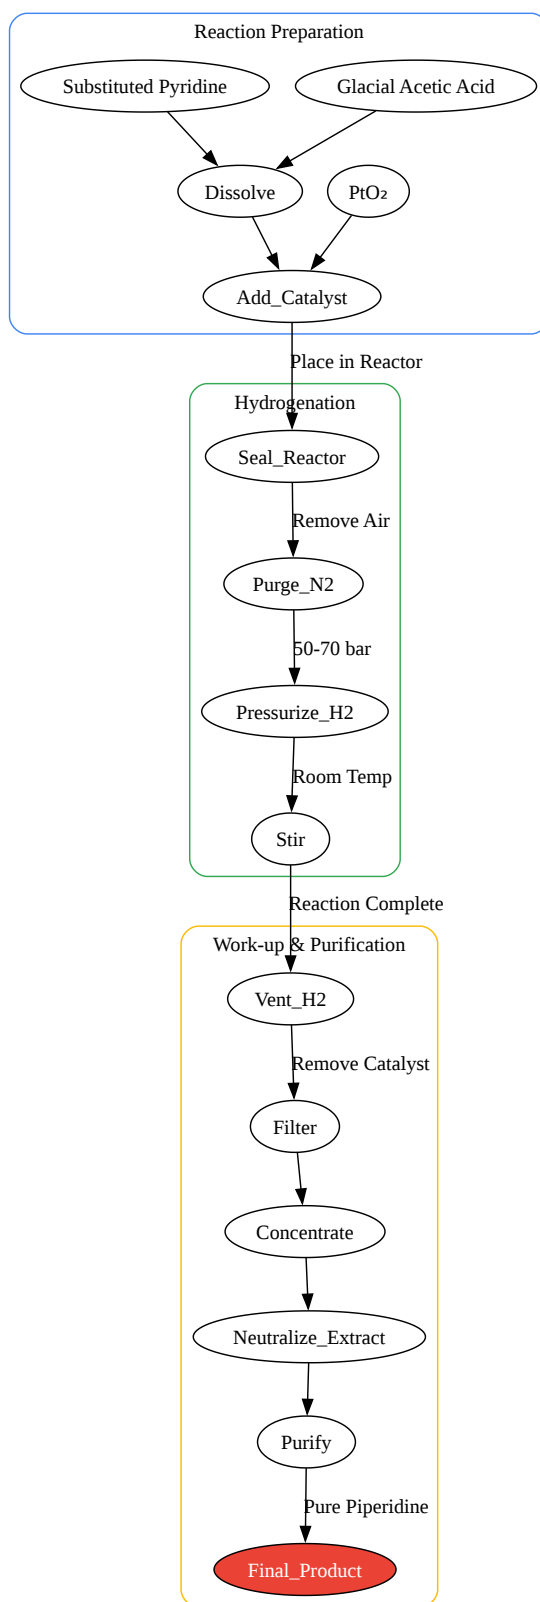 Reaction Preparation
Substituted Pyridine
Glacial Acetic Acid
Dissolve
PtO₂
Add_Catalyst
Place in Reactor
Hydrogenation
Seal_Reactor
Remove Air
Purge_N2
50-70 bar
Pressurize_H2
Room Temp
Stir
Reaction Complete
Work-up & Purification
Vent_H2
Remove Catalyst
Filter
Concentrate
Neutralize_Extract
Purify
Pure Piperidine
Final_Product